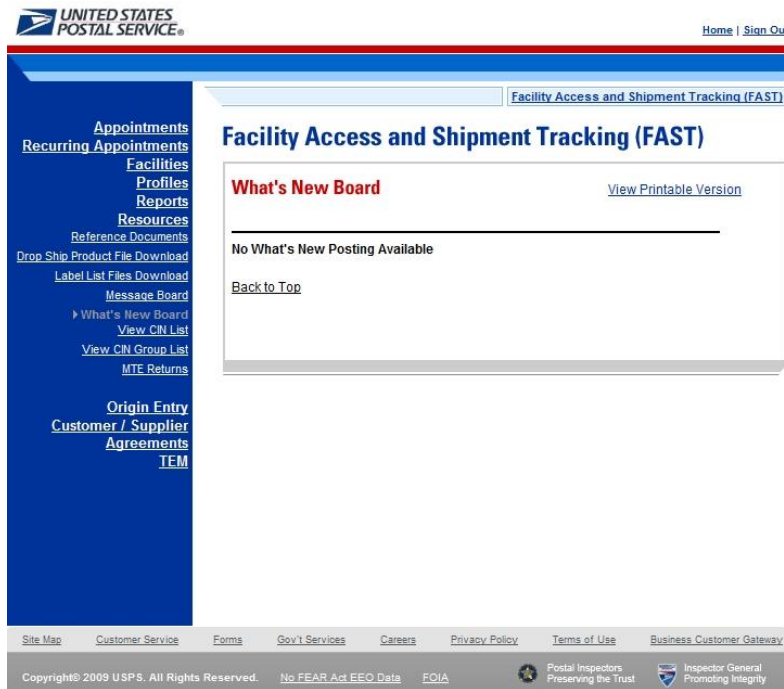 UNITED STATES
POSTAL SERVICE®
Home | Sign Ou
Facility Access and Shipment Tracking (FAST)
Appointments
Recurring Appointments
Facilities
Profiles
Reports
Resources
Reference Documents
Drop Ship Product File Download
Label List Files Download
Message Board
What's New Board
View CIN List
View CIN Group List
MTE Returns
Origin Entry
Customer / Supplier
Agreements
TEM
Facility Access and Shipment Tracking (FAST)
What's New Board
View Printable Version
No What's New Posting Available
Back to Top
Site Map Customer Service Forms Gov't Services Careers Privacy Policy Terms of Use Business Customer Gateway
Copyright© 2009 USPS. All Rights Reserved. No FEAR Act EEO Data FOIA
Postal Inspectors
Preserving the Trust
Inspector General
Promoting Integrity